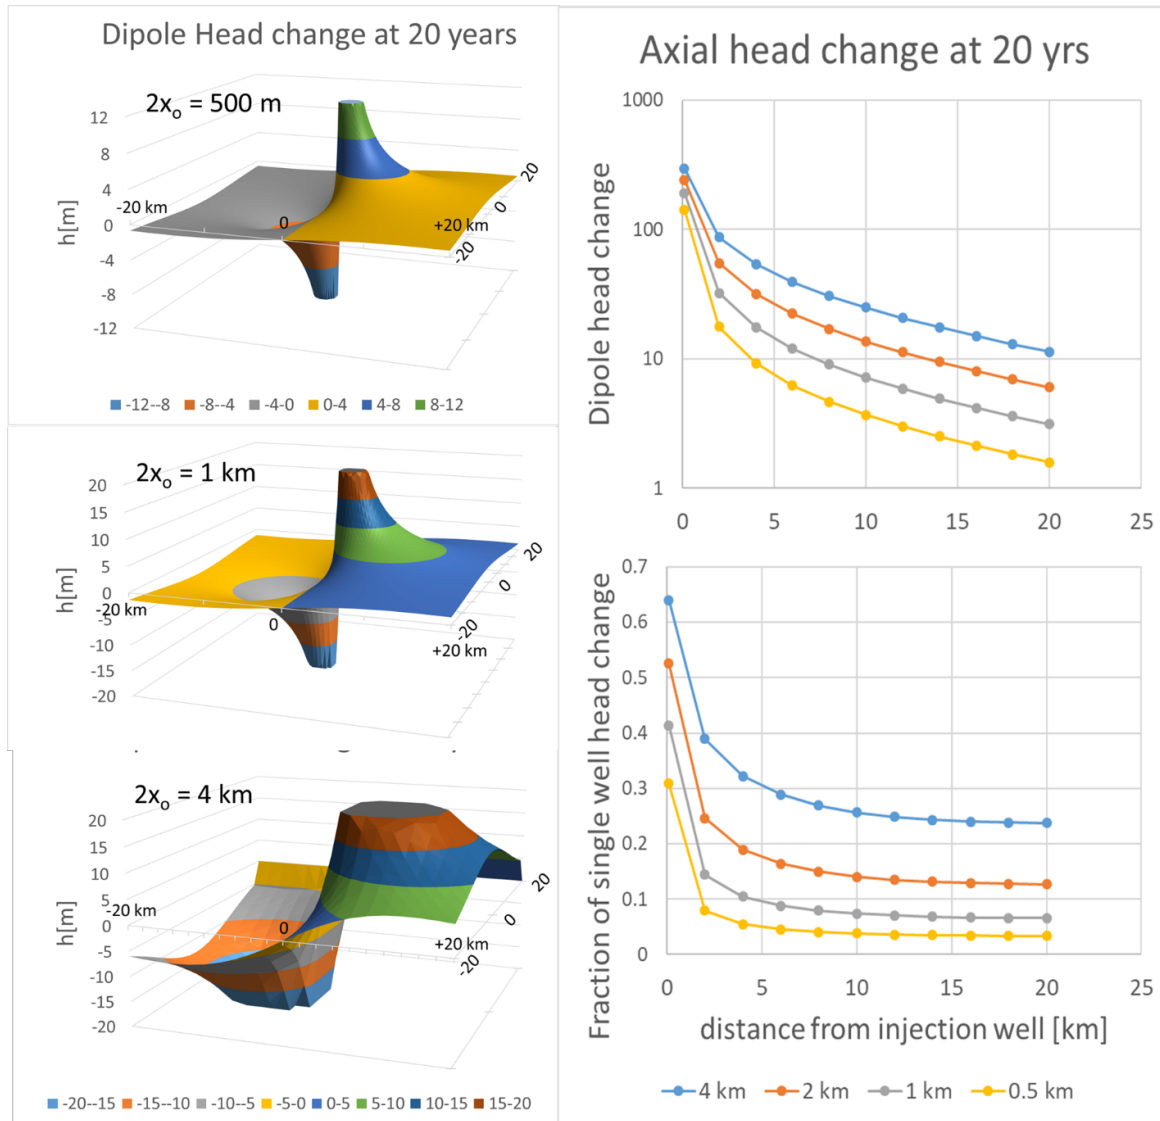 Dipole Head change at 20 years
2xo = 500 m
12
8
4
0
-4
-8
-12
h[m]
-20 km
0
+20 km
20
0
-20
-12--8 -8--4 -4-0 0-4 4-8 8-12
2xo = 1 km
20
15
10
5
0
-5
-10
-15
-20
h[m]
-20 km
0
+20 km
20
0
-20
2xo = 4 km
20
15
10
5
0
-5
-10
-15
-20
h[m]
-20 km
0
+20 km
20
0
-20
-20--15 -15--10 -10--5 -5-0 0-5 5-10 10-15 15-20
Axial head change at 20 yrs
Dipole head change
1000
100
10
1
0 5 10 15 20 25
Fraction of single well head change
0.7
0.6
0.5
0.4
0.3
0.2
0.1
0
0 5 10 15 20 25
distance from injection well [km]
4 km 2 km 1 km 0.5 km